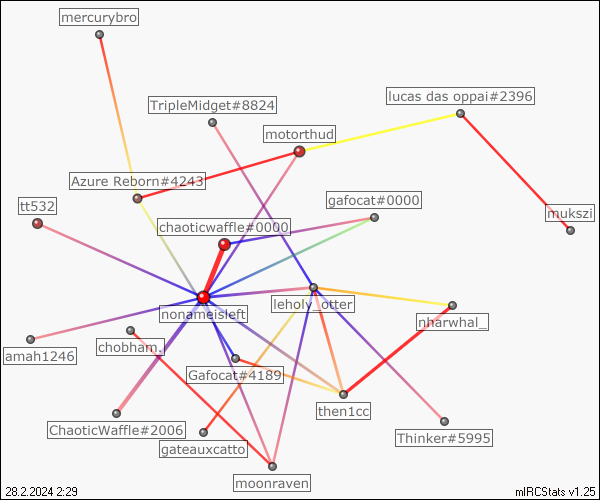 mercurybro
lucas das oppai#2396
TripleMidget#8824
motorthud
Azure Reborn#4243
gafocat#0000
tt532
mukszi
chaoticwaffle#0000
leholy_otter
nonameisleft
nharwhal_
chobham.
amah1246
Gafocat#4189
then1cc
ChaoticWaffle#2006
Thinker#5995
gateauxcatto
moonraven
28.2.2024 2:29
mIRCStats v1.25